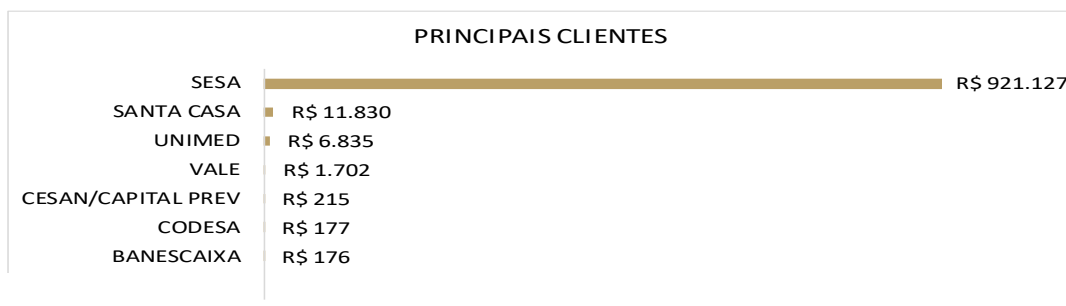 PRINCIPAIS CLIENTES
SESA R$ 921.127
SANTA CASA R$ 11.830
UNIMED R$ 6.835
VALE R$ 1.702
CESAN/CAPITAL PREV R$ 215
CODESA R$ 177
BANESCAIXA R$ 176